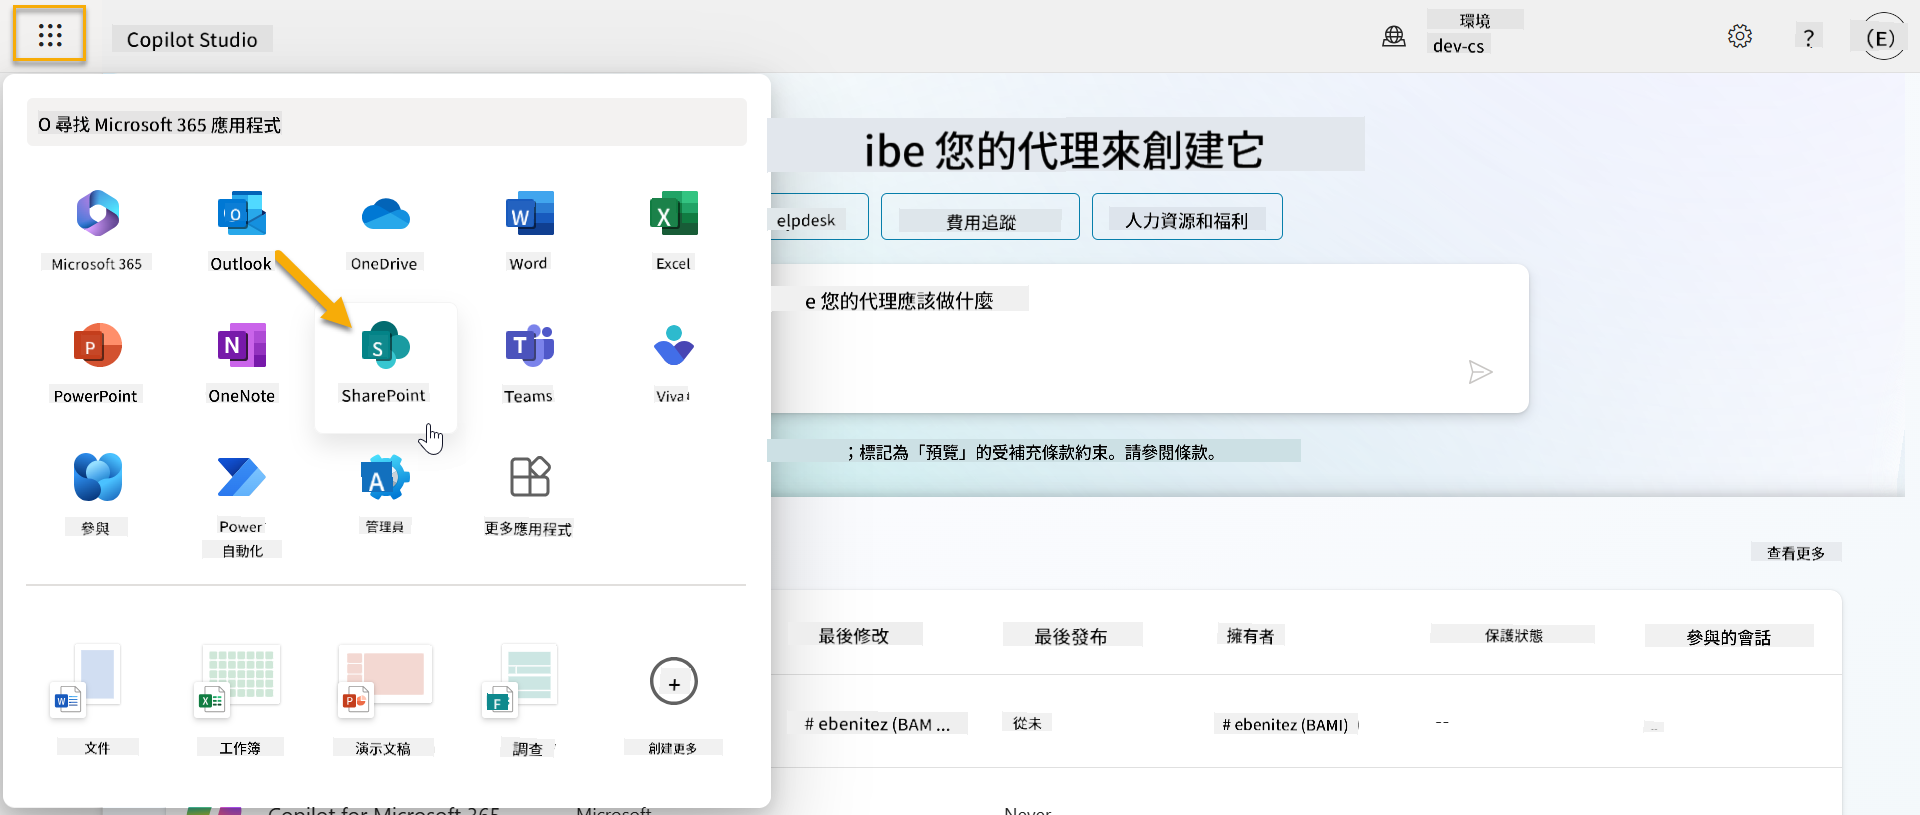 Copilot Studio
環境
dev-cs
?
(E)
O 尋找 Microsoft 365 應用程式
Microsoft 365
Outlook
OneDrive
Word
Excel
PowerPoint
OneNote
SharePoint
Teams
Viva
參與
Power
自動化
管理員
更多應用程式
文件
工作簿
演示文稿
調查
創建更多
ibe 您的代理來創建它
elpdesk
費用追蹤
人力資源和福利
e 您的代理應該做什麼
;標記為「預覽」的受補充條款約束。請參閱條款。
查看更多
最後修改
最後發布
擁有者
保護狀態
參與的會話
# ebenitez (BAM ...
從未
# ebenitez (BAMI)
--
Copilot for Microsoft 365
Microsoft
Never